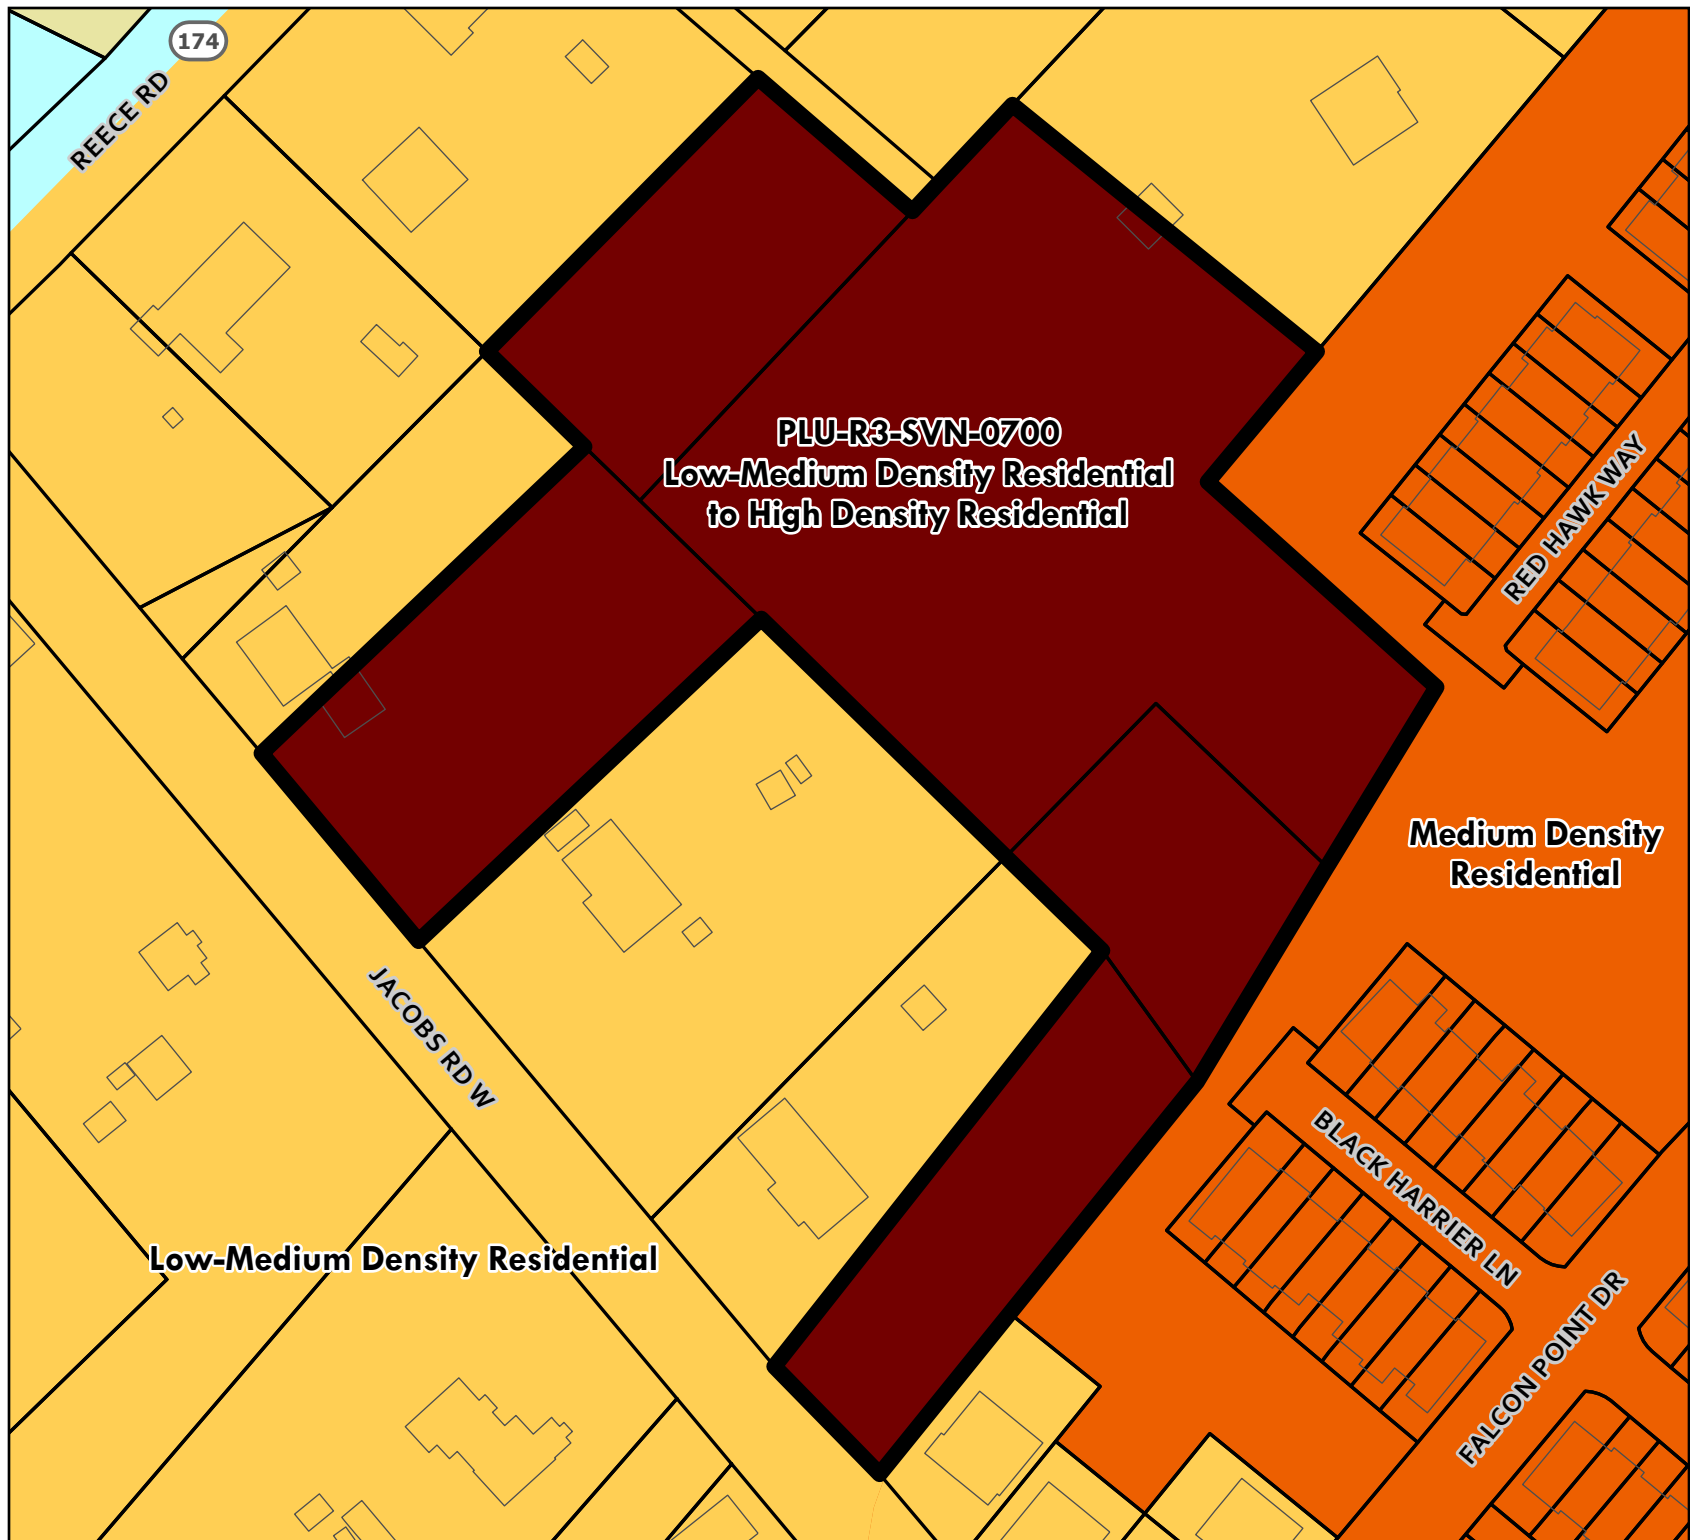 174
REECE RD
PLU-R3-SVN-0700
Low-Medium Density Residential
to High Density Residential
RED HAWK WAY
Medium Density
Residential
JACOBS RD W
BLACK HARRIER LN
Low-Medium Density Residential
FALCON POINT DR